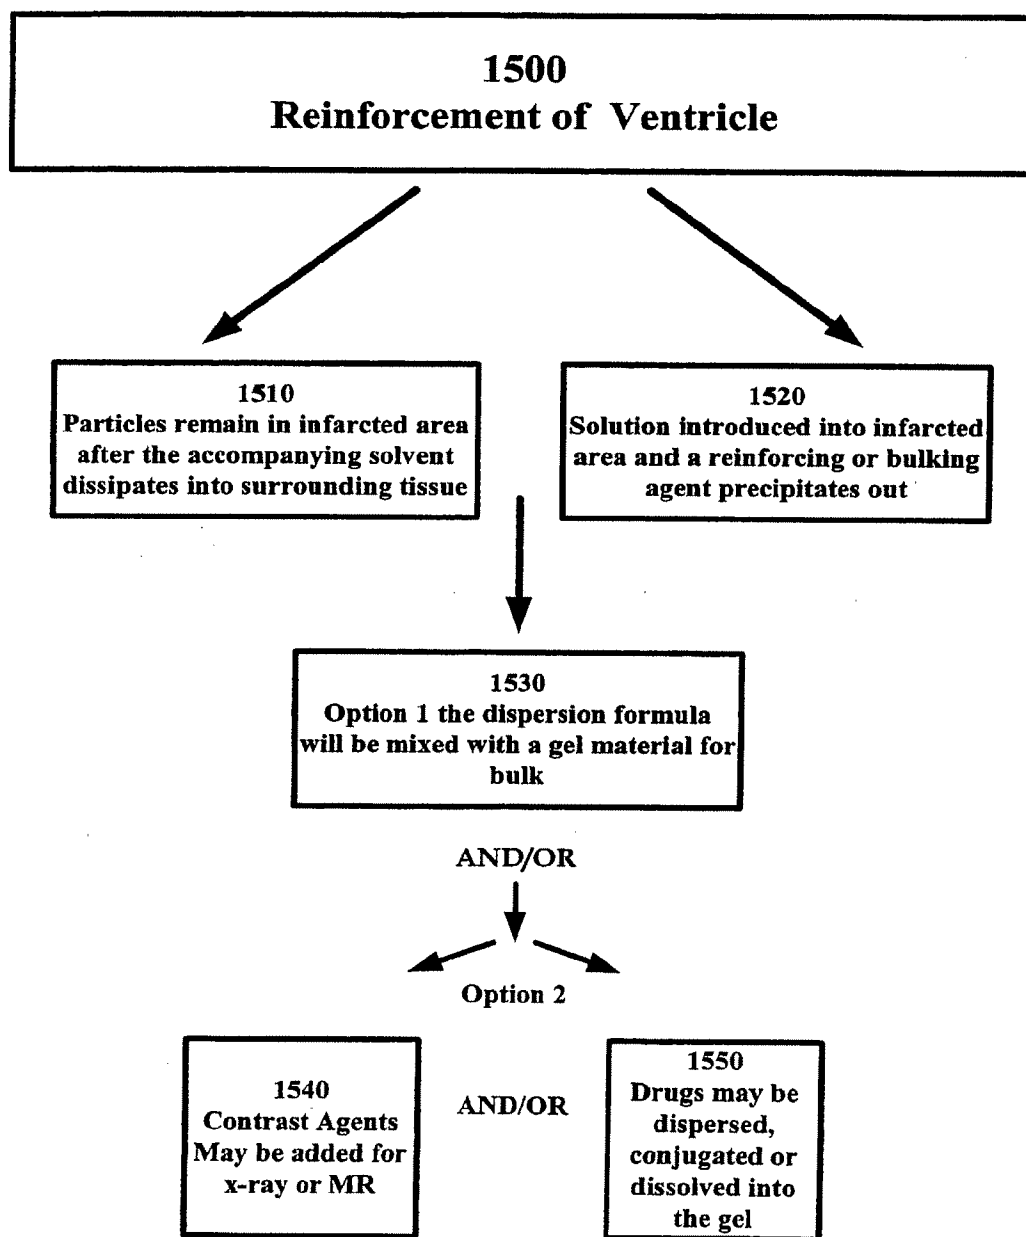 1500
Reinforcement of Ventricle
1510
Particles remain in infarcted area
after the accompanying solvent
dissipates into surrounding tissue
1520
Solution introduced into infarcted
area and a reinforcing or bulking
agent precipitates out
1530
Option 1 the dispersion formula
will be mixed with a gel material for
bulk
AND/OR
Option 2
1540
Contrast Agents
May be added for
x-ray or MR
AND/OR
1550
Drugs may be
dispersed,
conjugated or
dissolved into
the gel